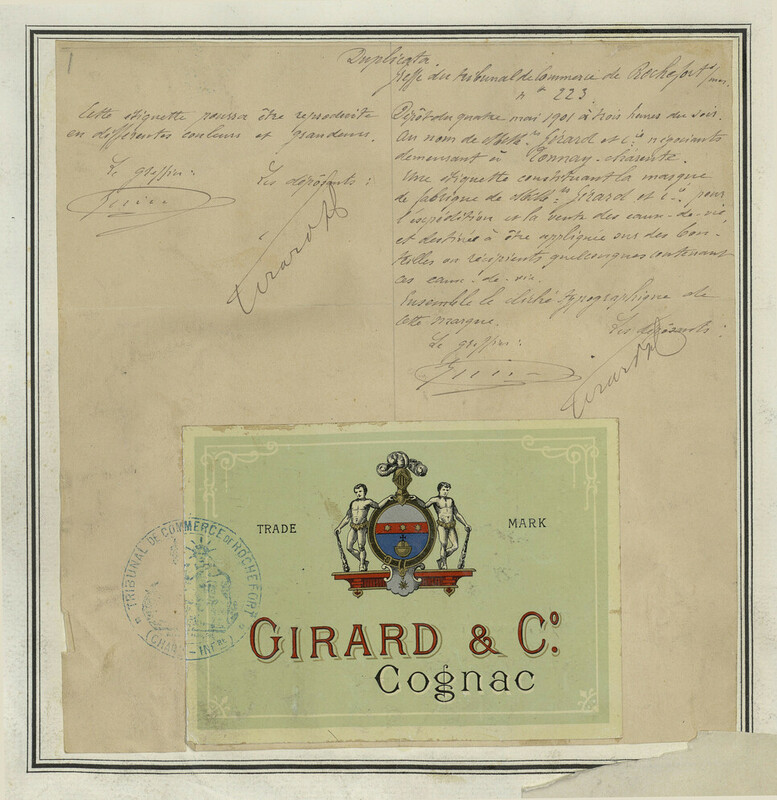 1
Duplicata
Greffe du tribunal de Commerce de Rochefort s/mer
N° 223
Cette étiquette pourra être reproduite
en différentes couleurs et grandeurs.
Le greffier:
Les déposants:
Girard
Dépôt du quatre mai 1901 à trois heures du soir.
Au nom de MM. Girard et Cie négociants
demeurant à Tonnay-Charente.
Une étiquette constituant la marque
de fabrique de MM. Girard et Cie pour
l'expédition et la vente des eaux-de-vie,
et destinée à être appliquée sur des bou-
teilles ou récipients quelconques contenant
ces eaux-de-vie.
Ensemble le cliché typographique de
cette marque.
Le greffier:
Les déposants:
Girard
TRADE MARK
GIRARD & Cº.
Cognac
TRIBUNAL DE COMMERCE DE ROCHEFORT
(CHARte-INFre)